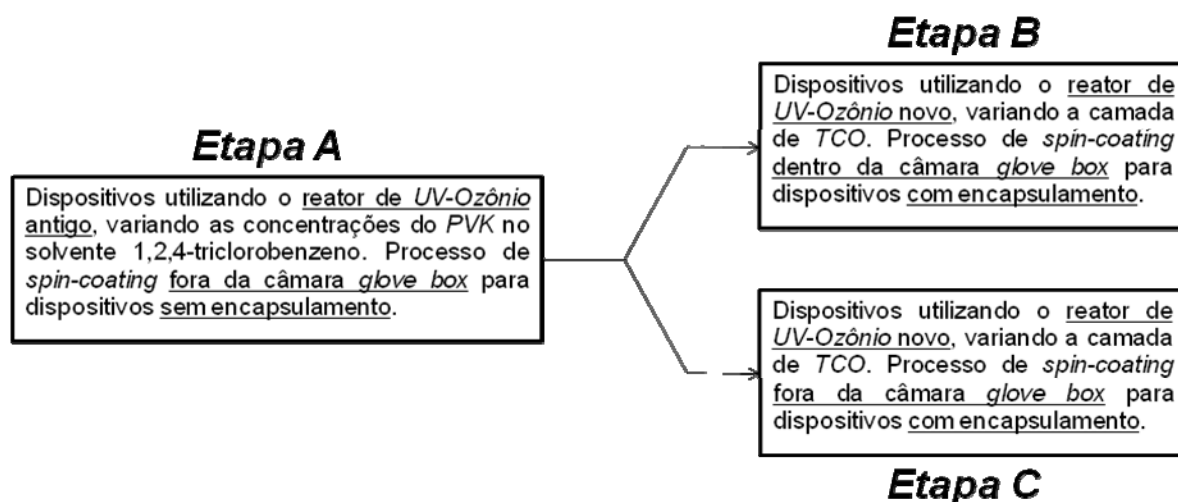 Etapa A
Dispositivos utilizando o reator de UV-Ozônio
antigo, variando as concentrações do PVK no
solvente 1,2,4-triclorobenzeno. Processo de
spin-coating fora da câmara glove box para
dispositivos sem encapsulamento.
Etapa B
Dispositivos utilizando o reator de
UV-Ozônio novo, variando a camada
de TCO. Processo de spin-coating
dentro da câmara glove box para
dispositivos com encapsulamento.
Dispositivos utilizando o reator de
UV-Ozônio novo, variando a camada
de TCO. Processo de spin-coating
fora da câmara glove box para
dispositivos com encapsulamento.
Etapa C